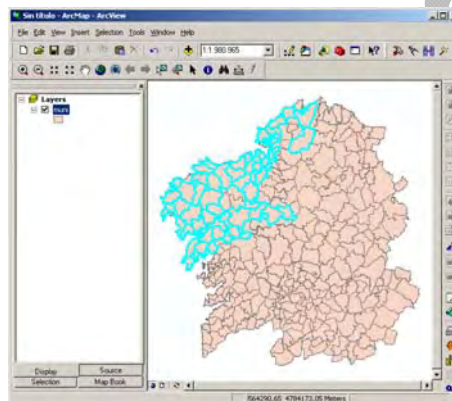 Sin título - ArcMap - ArcView
File Edit View Insert Selection Tools Window Help
1:1.980.965
Layers
muni
Display Source
Selection Map Book
564290,65 4784173,05 Meters